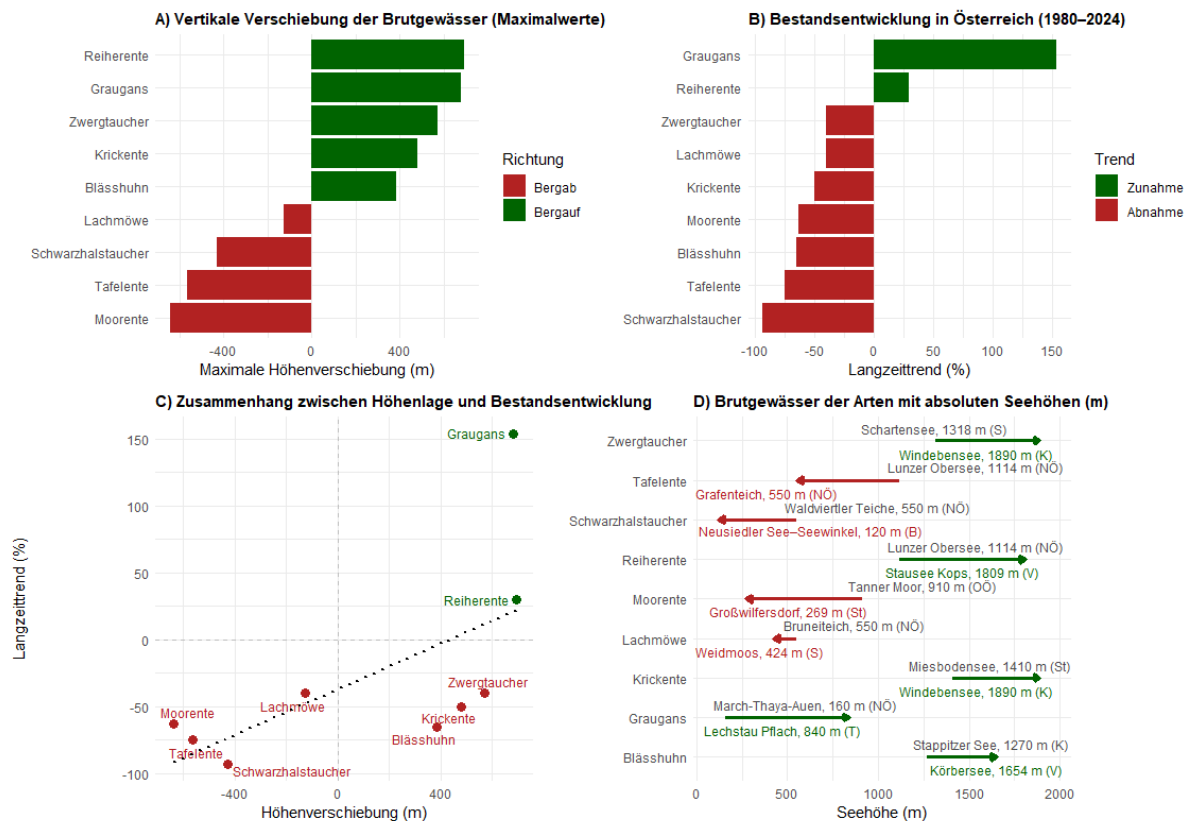 A) Vertikale Verschiebung der Brutgewässer (Maximalwerte)
Reiherente
Graugans
Zwergtaucher
Krickente
Blässhuhn
Lachmöwe
Schwarzhalstaucher
Tafelente
Moorente
-400
0
400
Maximale Höhenverschiebung (m)
Richtung
Bergab
Bergauf
B) Bestandsentwicklung in Österreich (1980–2024)
Graugans
Reiherente
Zwergtaucher
Lachmöwe
Krickente
Moorente
Blässhuhn
Tafelente
Schwarzhalstaucher
-100
-50
0
50
100
150
Langzeittrend (%)
Trend
Zunahme
Abnahme
C) Zusammenhang zwischen Höhenlage und Bestandsentwicklung
Langzeittrend (%)
150
100
50
0
-50
-100
Graugans
Reiherente
Zwergtaucher
Moorente
Lachmöwe
Krickente
Blässhuhn
Tafelente
Schwarzhalstaucher
-400
0
400
Höhenverschiebung (m)
D) Brutgewässer der Arten mit absoluten Seehöhen (m)
Schartensee, 1318 m (S)
Zwergtaucher
Windebensee, 1890 m (K)
Lunzer Obersee, 1114 m (NÖ)
Tafelente
Grafenteich, 550 m (NÖ)
Waldviertler Teiche, 550 m (NÖ)
Schwarzhalstaucher
Neusiedler See–Seewinkel, 120 m (B)
Lunzer Obersee, 1114 m (NÖ)
Reiherente
Stausee Kops, 1809 m (V)
Tanner Moor, 910 m (OÖ)
Moorente
Großwilfersdorf, 269 m (St)
Bruneiteich, 550 m (NÖ)
Lachmöwe
Weidmoos, 424 m (S)
Miesbodensee, 1410 m (St)
Krickente
Windebensee, 1890 m (K)
March-Thaya-Auen, 160 m (NÖ)
Graugans
Lechstau Pflach, 840 m (T)
Stappitzer See, 1270 m (K)
Blässhuhn
Körbersee, 1654 m (V)
0
500
1000
1500
2000
Seehöhe (m)